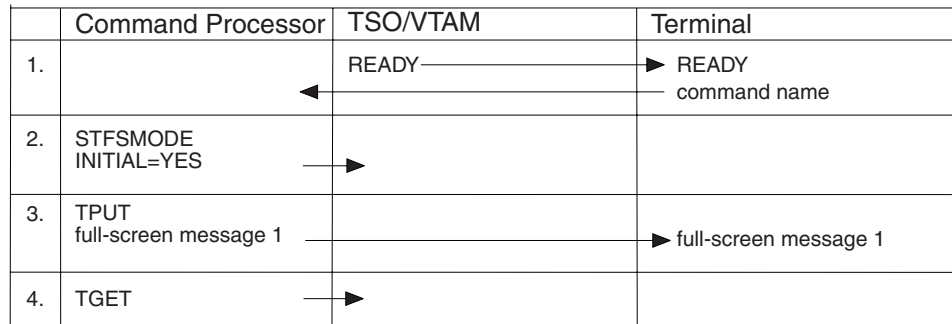 Command Processor TSO/VTAM Terminal
1. READY READY
command name
2. STFSMODE
INITIAL=YES
3. TPUT
full-screen message 1 full-screen message 1
4. TGET